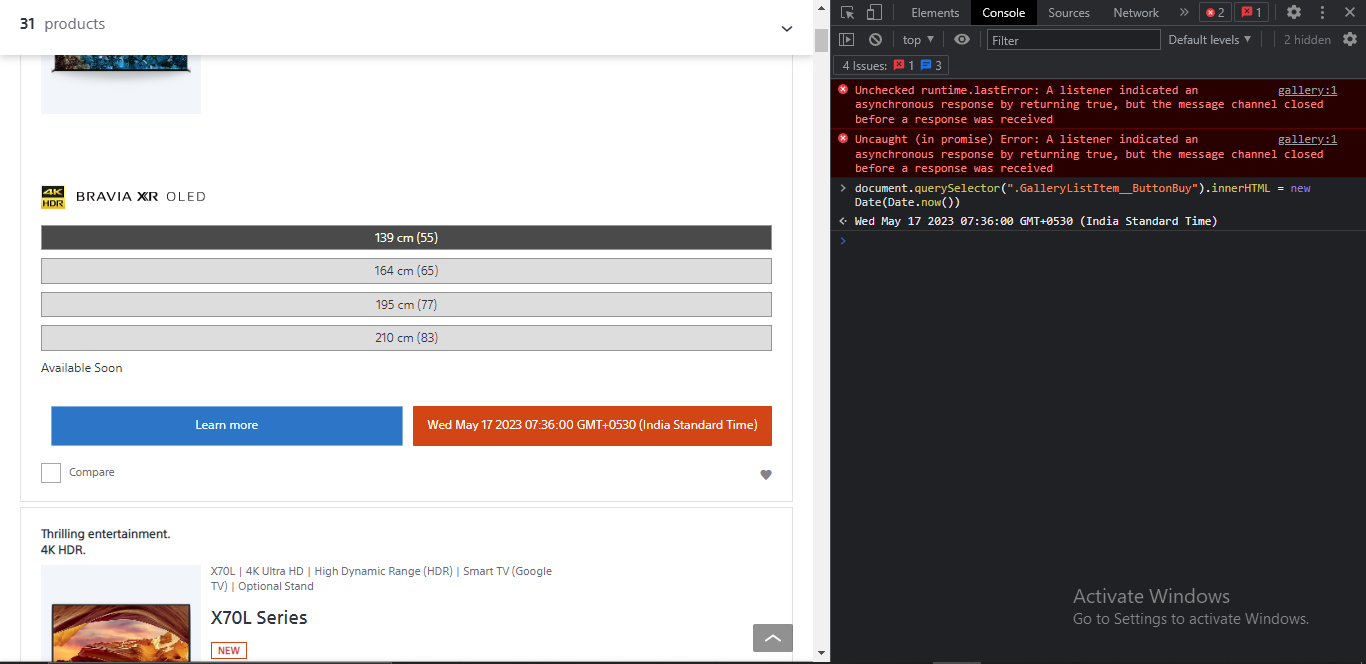 31 products
4K HDR BRAVIA XR OLED
139 cm (55)
164 cm (65)
195 cm (77)
210 cm (83)
Available Soon
Learn more
Wed May 17 2023 07:36:00 GMT+0530 (India Standard Time)
Compare
Thrilling entertainment.
4K HDR.
X70L | 4K Ultra HD | High Dynamic Range (HDR) | Smart TV (Google
TV) | Optional Stand
X70L Series
NEW
Elements Console Sources Network » 2 1
top Filter Default levels 2 hidden
4 Issues: 1 3
Unchecked runtime.lastError: A listener indicated an gallery:1
asynchronous response by returning true, but the message channel closed
before a response was received
Uncaught (in promise) Error: A listener indicated an gallery:1
asynchronous response by returning true, but the message channel closed
before a response was received
document.querySelector(".GalleryListItem__ButtonBuy").innerHTML = new
Date(Date.now())
Wed May 17 2023 07:36:00 GMT+0530 (India Standard Time)
Activate Windows
Go to Settings to activate Windows.